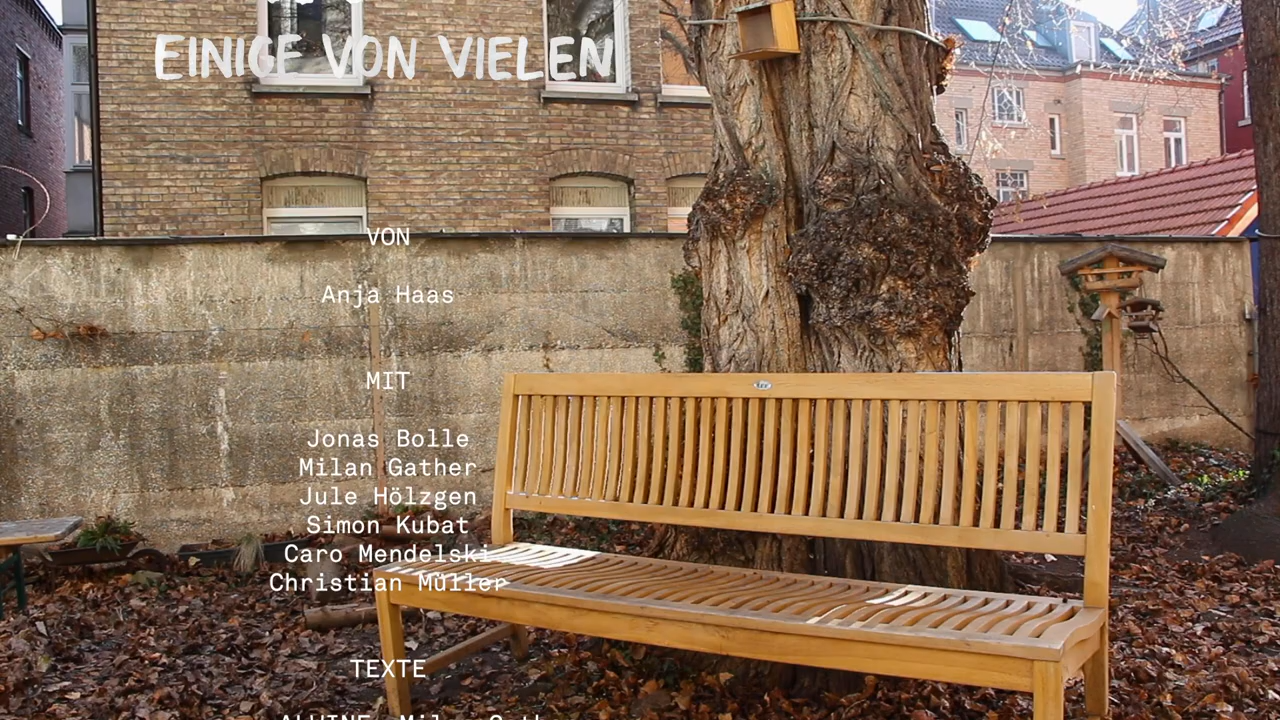 EINIGE VON VIELEN
VON
Anja Haas
MIT
Jonas Bolle
Milan Gather
Jule Hölzgen
Simon Kubat
Caro Mendelski
Christian Müller
TEXTE